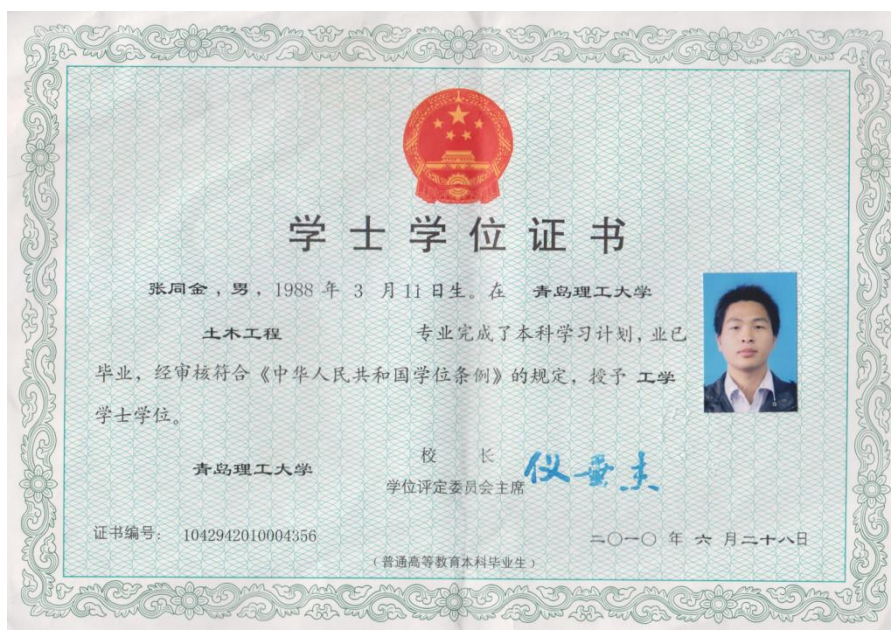 学士学位证书
张同金，男，1988 年 3 月 11 日生。在 青岛理工大学
土木工程 专业完成了本科学习计划，业已
毕业，经审核符合《中华人民共和国学位条例》的规定，授予 工学
学士学位。
青岛理工大学
校 长
学位评定委员会主席
仪垂杰
证书编号： 1042942010004356
二〇一〇 年 六 月二十八日
（普通高等教育本科毕业生）